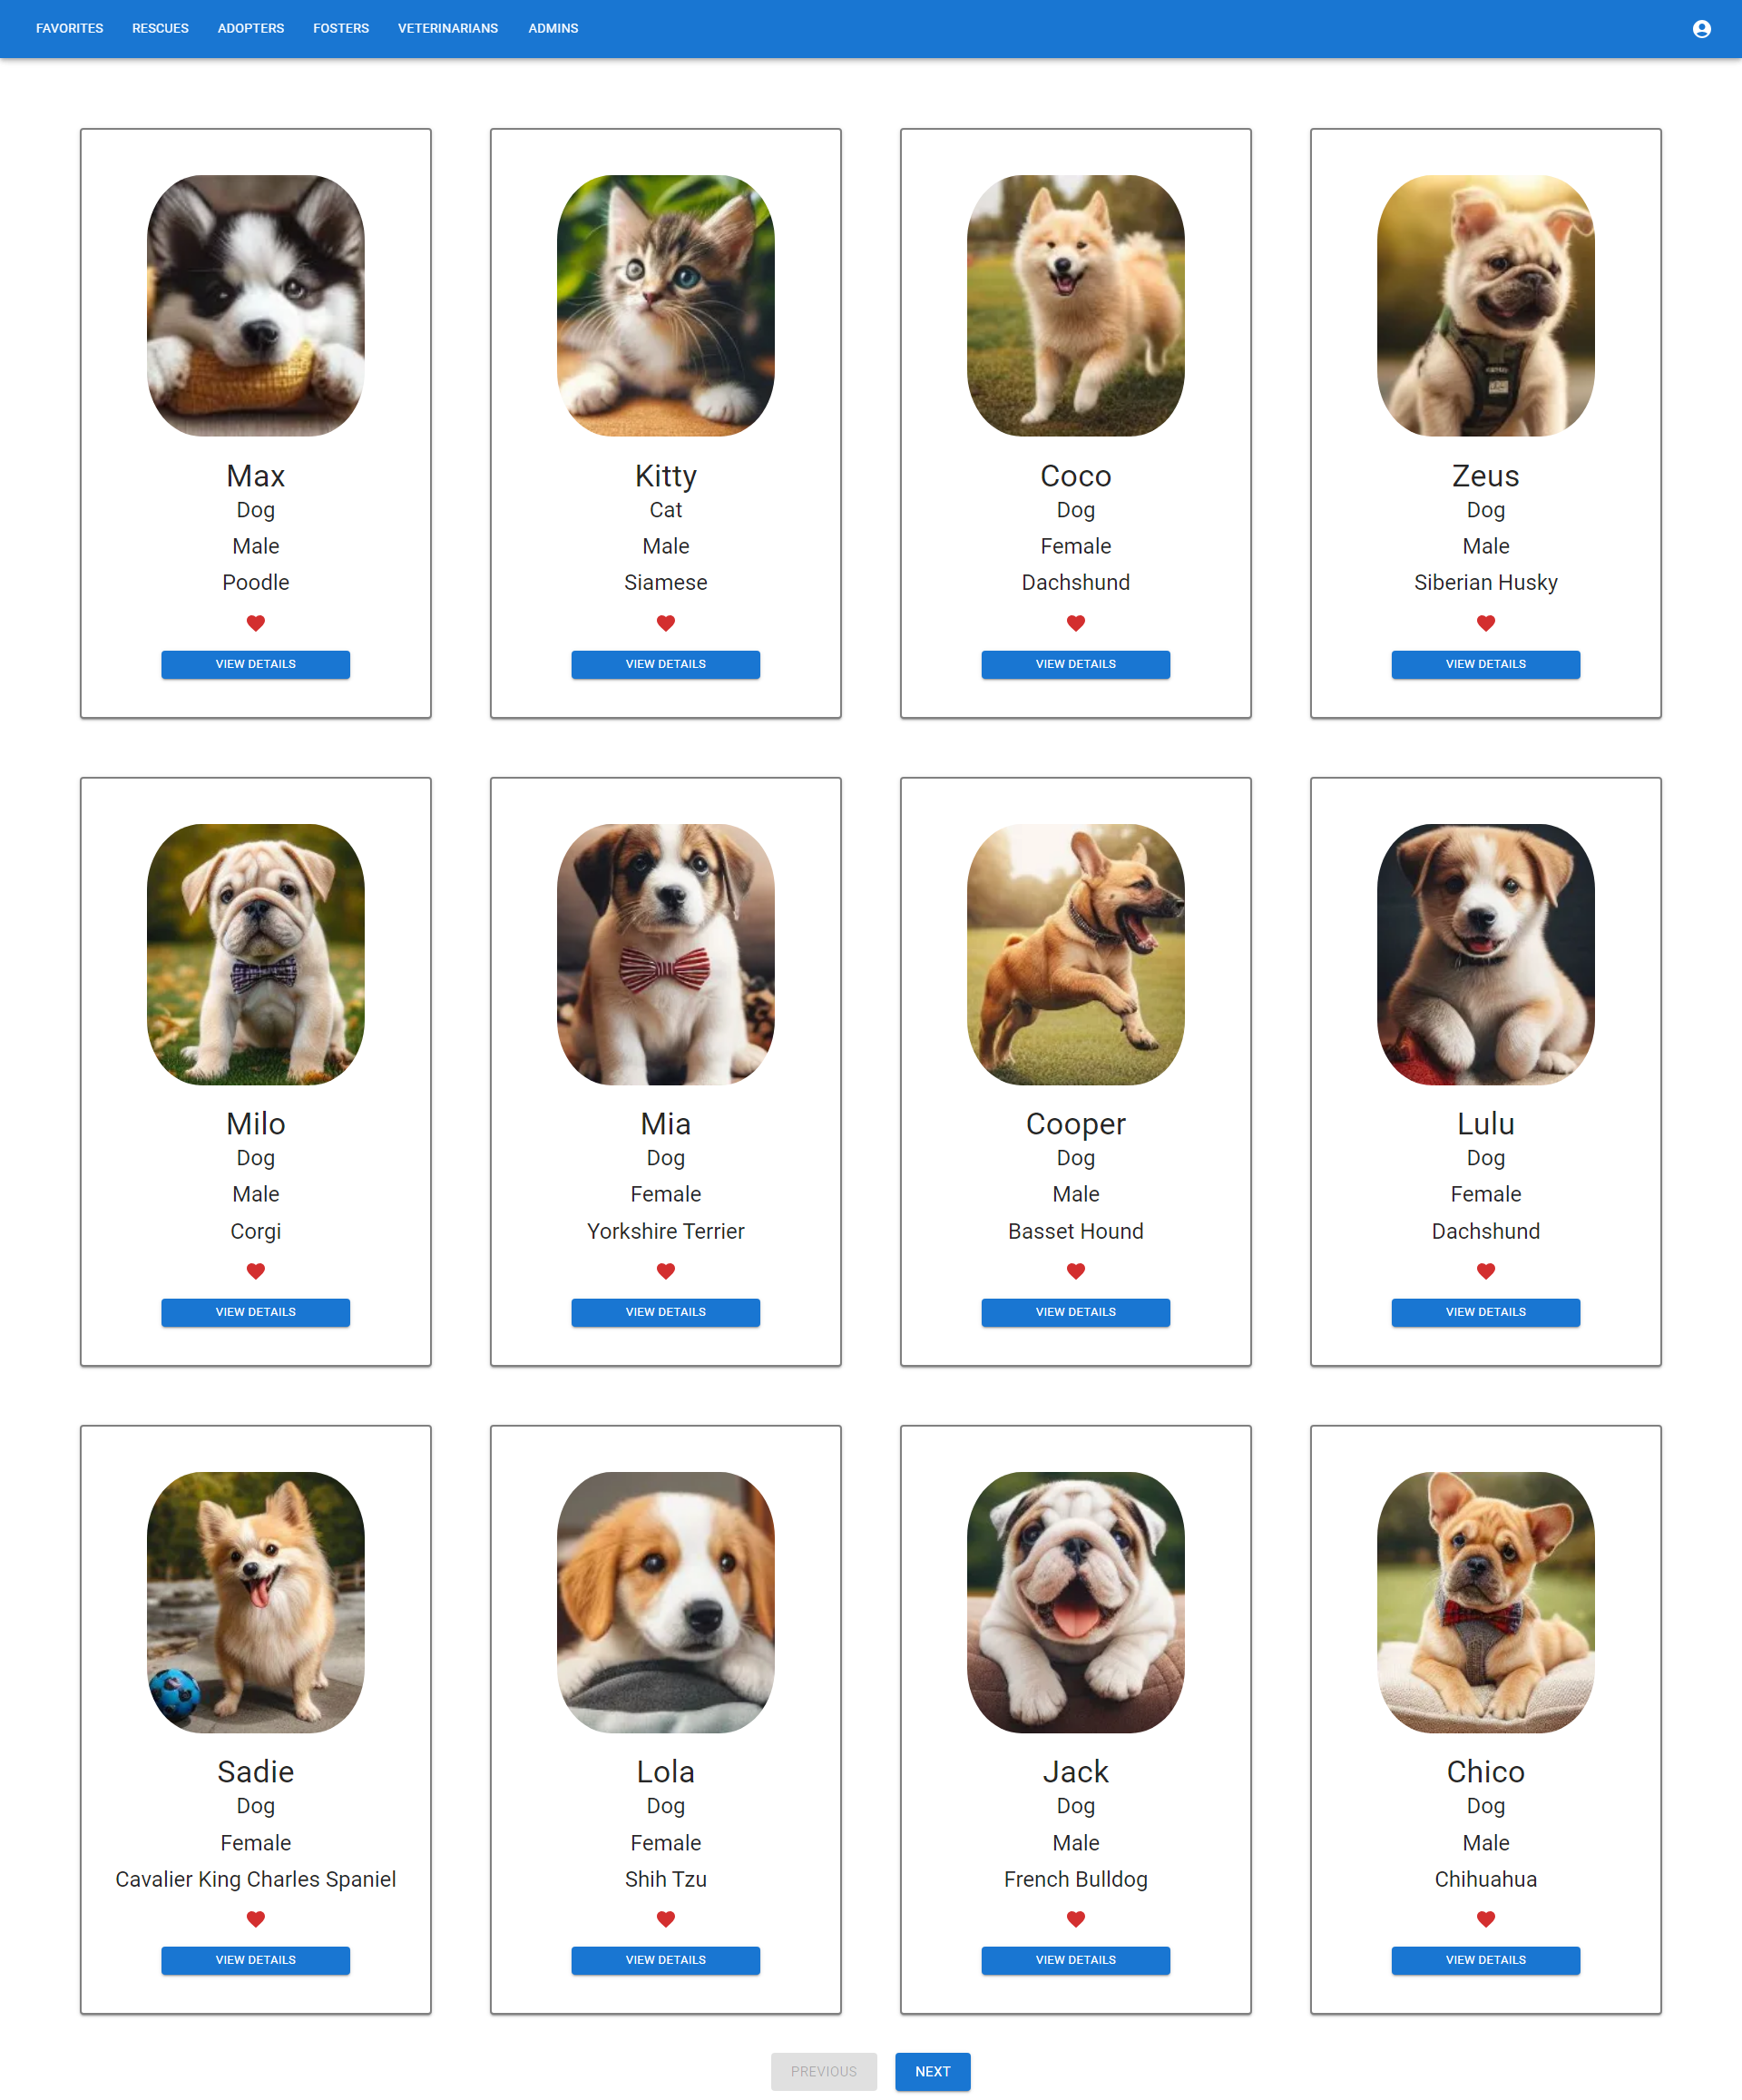 FAVORITES RESCUES ADOPTERS FOSTERS VETERINARIANS ADMINS
Max
Dog
Male
Poodle
VIEW DETAILS
Kitty
Cat
Male
Siamese
VIEW DETAILS
Coco
Dog
Female
Dachshund
VIEW DETAILS
Zeus
Dog
Male
Siberian Husky
VIEW DETAILS
Milo
Dog
Male
Corgi
VIEW DETAILS
Mia
Dog
Female
Yorkshire Terrier
VIEW DETAILS
Cooper
Dog
Male
Basset Hound
VIEW DETAILS
Lulu
Dog
Female
Dachshund
VIEW DETAILS
Sadie
Dog
Female
Cavalier King Charles Spaniel
VIEW DETAILS
Lola
Dog
Female
Shih Tzu
VIEW DETAILS
Jack
Dog
Male
French Bulldog
VIEW DETAILS
Chico
Dog
Male
Chihuahua
VIEW DETAILS
PREVIOUS NEXT